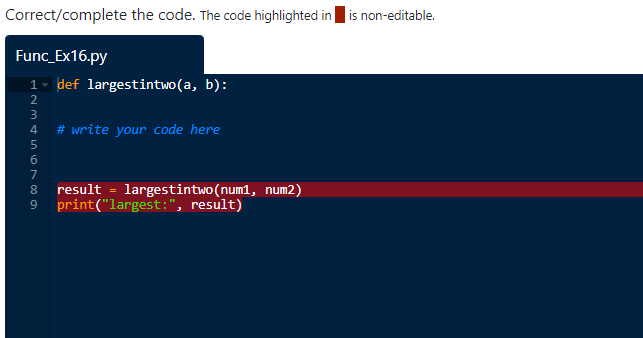 Correct/complete the code. The code highlighted in is non-editable.
Func_Ex16.py
1 def largestintwo(a, b):
2
3
4 # write your code here
5
6
7
8 result = largestintwo(num1, num2)
9 print("largest:", result)